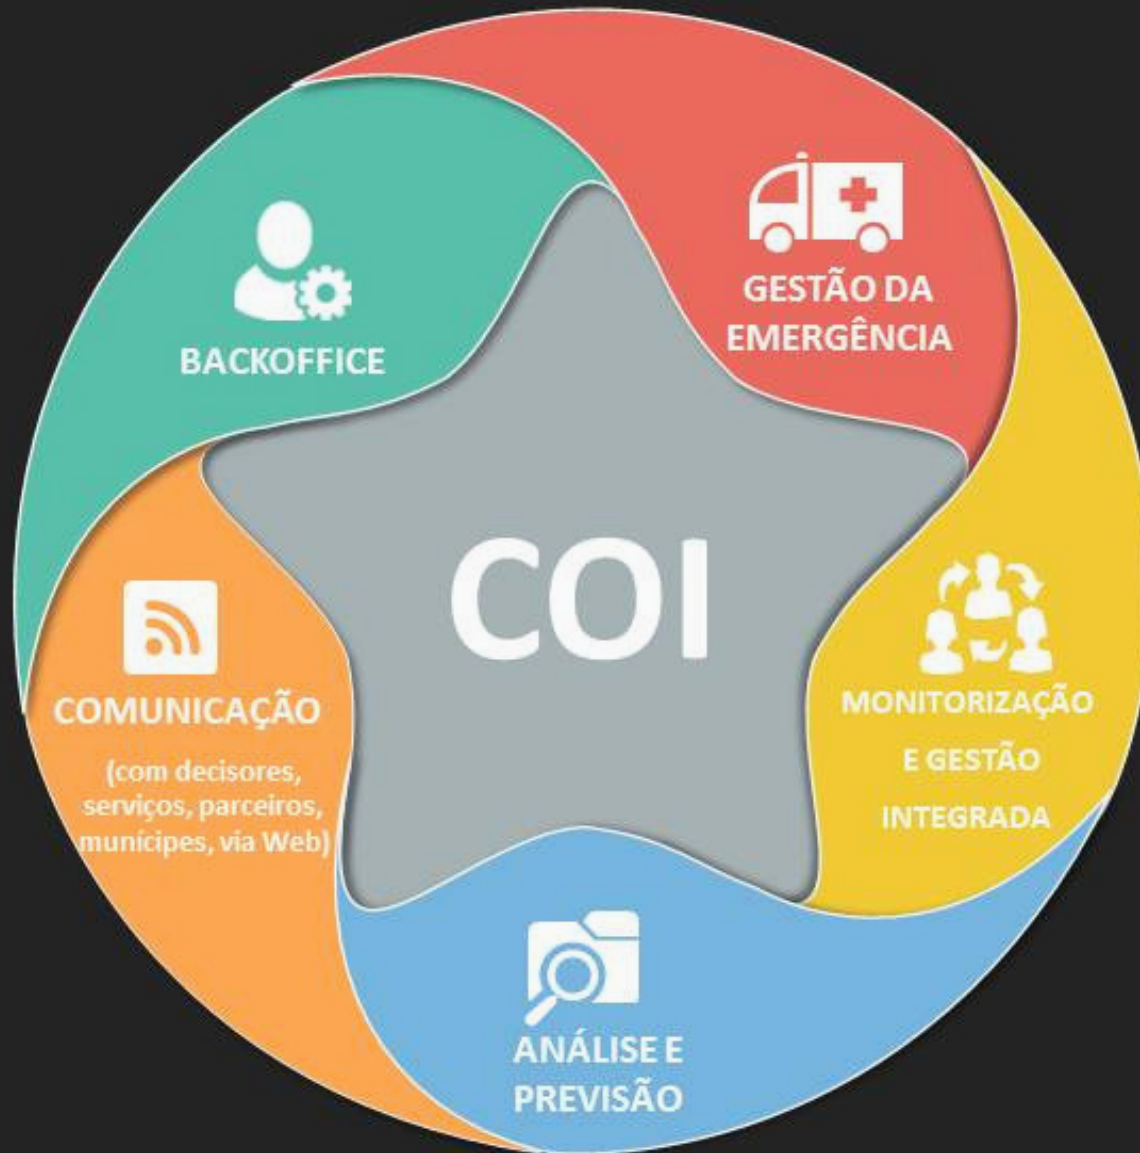 GESTÃO DA
EMERGÊNCIA
BACKOFFICE
COI
MONITORIZAÇÃO
E GESTÃO
INTEGRADA
COMUNICAÇÃO
(com decisores,
serviços, parceiros,
munícipes, via Web)
ANÁLISE E
PREVISÃO